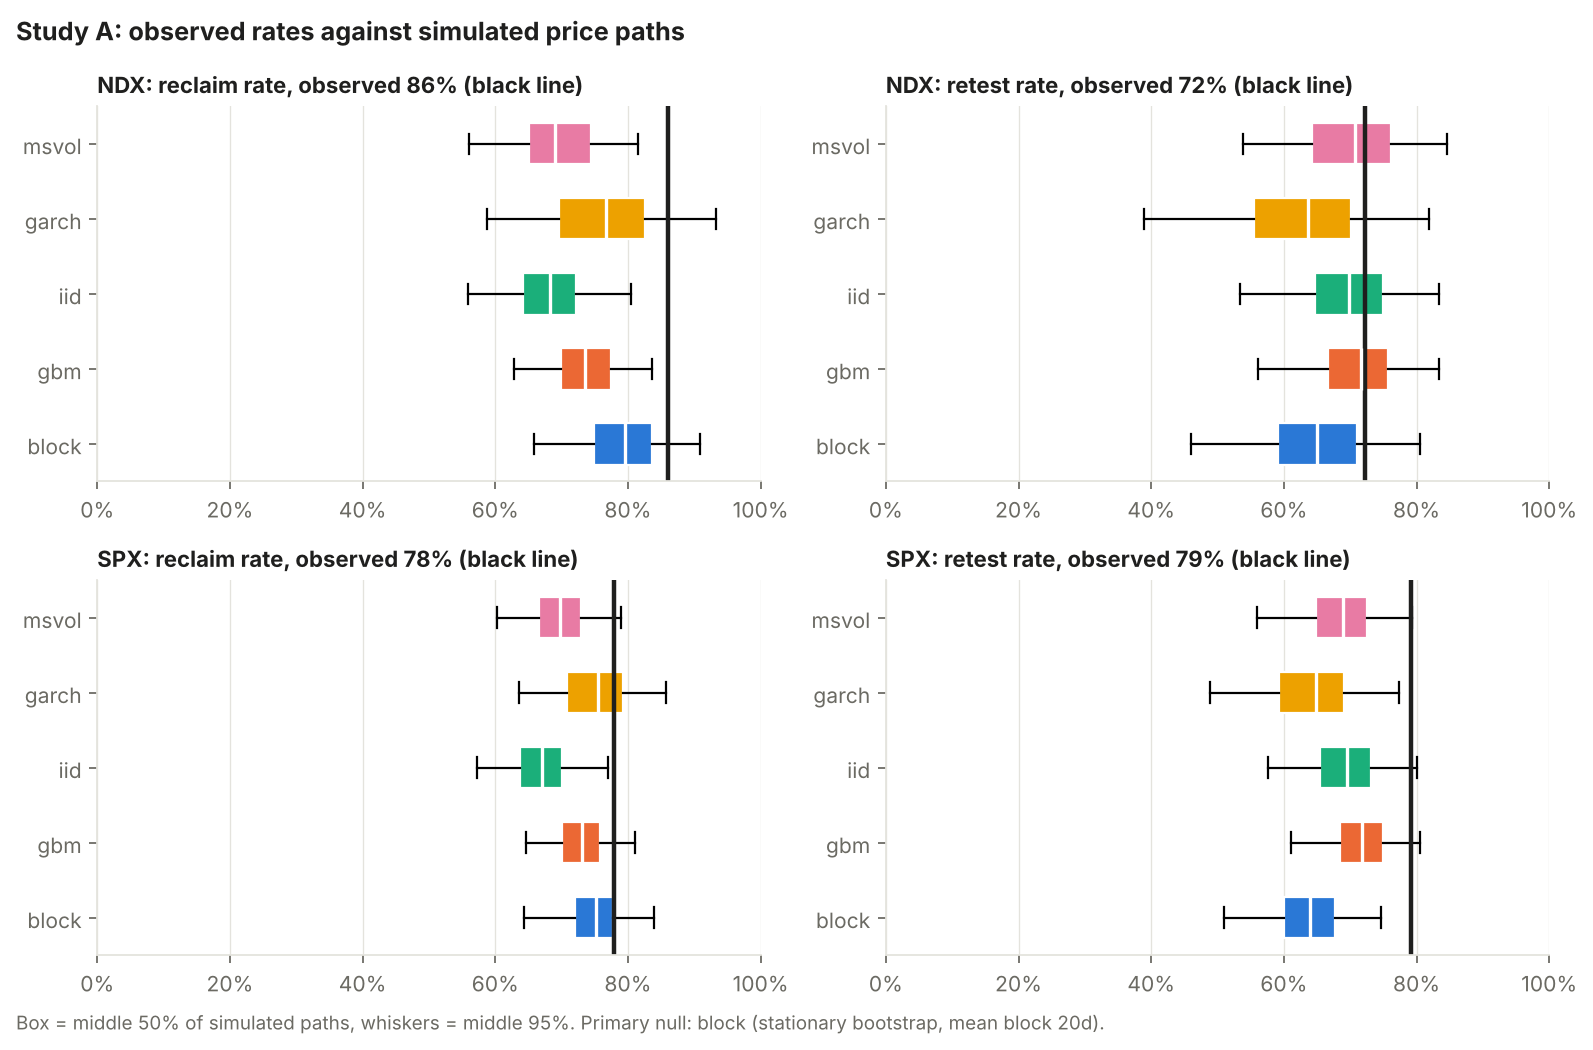 Study A: observed rates against simulated price paths
NDX: reclaim rate, observed 86% (black line)
msvol
garch
iid
gbm
block
0% 20% 40% 60% 80% 100%
NDX: retest rate, observed 72% (black line)
msvol
garch
iid
gbm
block
0% 20% 40% 60% 80% 100%
SPX: reclaim rate, observed 78% (black line)
msvol
garch
iid
gbm
block
0% 20% 40% 60% 80% 100%
SPX: retest rate, observed 79% (black line)
msvol
garch
iid
gbm
block
0% 20% 40% 60% 80% 100%
Box = middle 50% of simulated paths, whiskers = middle 95%. Primary null: block (stationary bootstrap, mean block 20d).